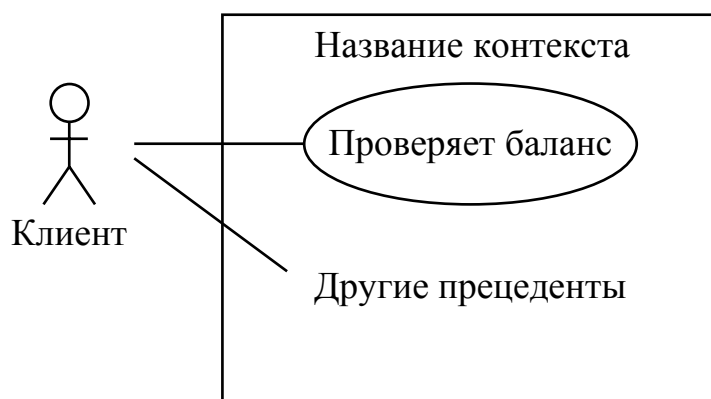 Название контекста
Проверяет баланс
Клиент
Другие прецеденты